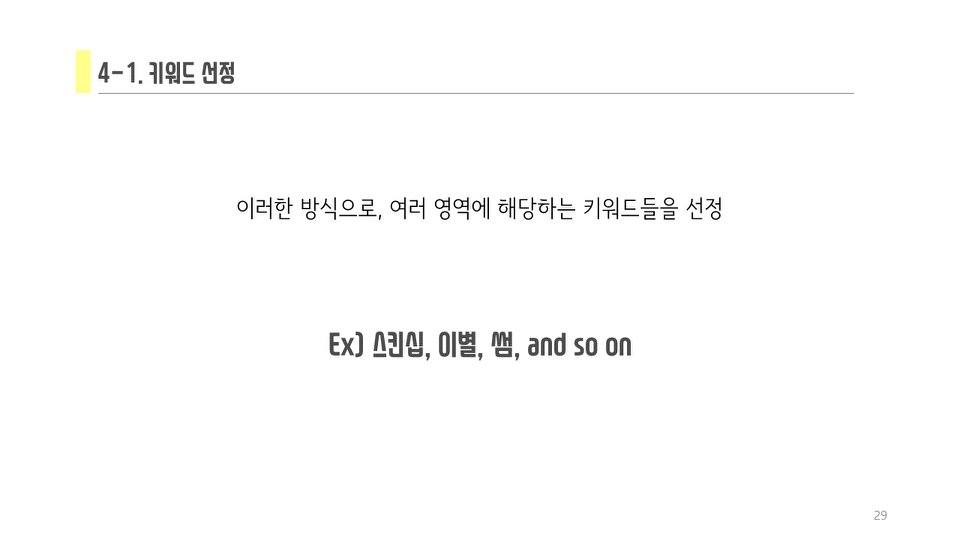 4-1. 키워드 선정
이러한 방식으로, 여러 영역에 해당하는 키워드들을 선정
Ex) 스킨십, 이별, 썸, and so on
29